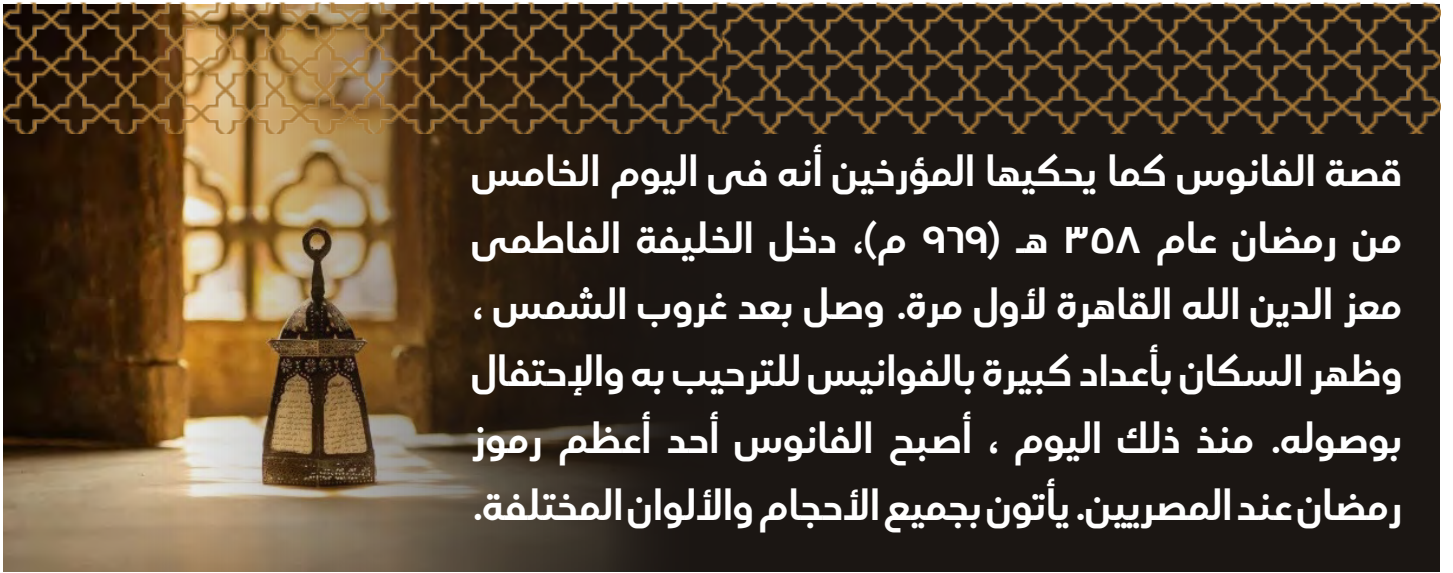 قصة الفانوس كما يحكيها المؤرخين أنه فى اليوم الخامس
من رمضان عام ٣٥٨ هـ (٩٦٩ م)، دخل الخليفة الفاطمى
معز الدين الله القاهرة لأول مرة. وصل بعد غروب الشمس ،
وظهر السكان بأعداد كبيرة بالفوانيس للترحيب به والإحتفال
بوصوله. منذ ذلك اليوم ، أصبح الفانوس أحد أعظم رموز
رمضان عند المصريين. يأتون بجميع الأحجام والألوان المختلفة.